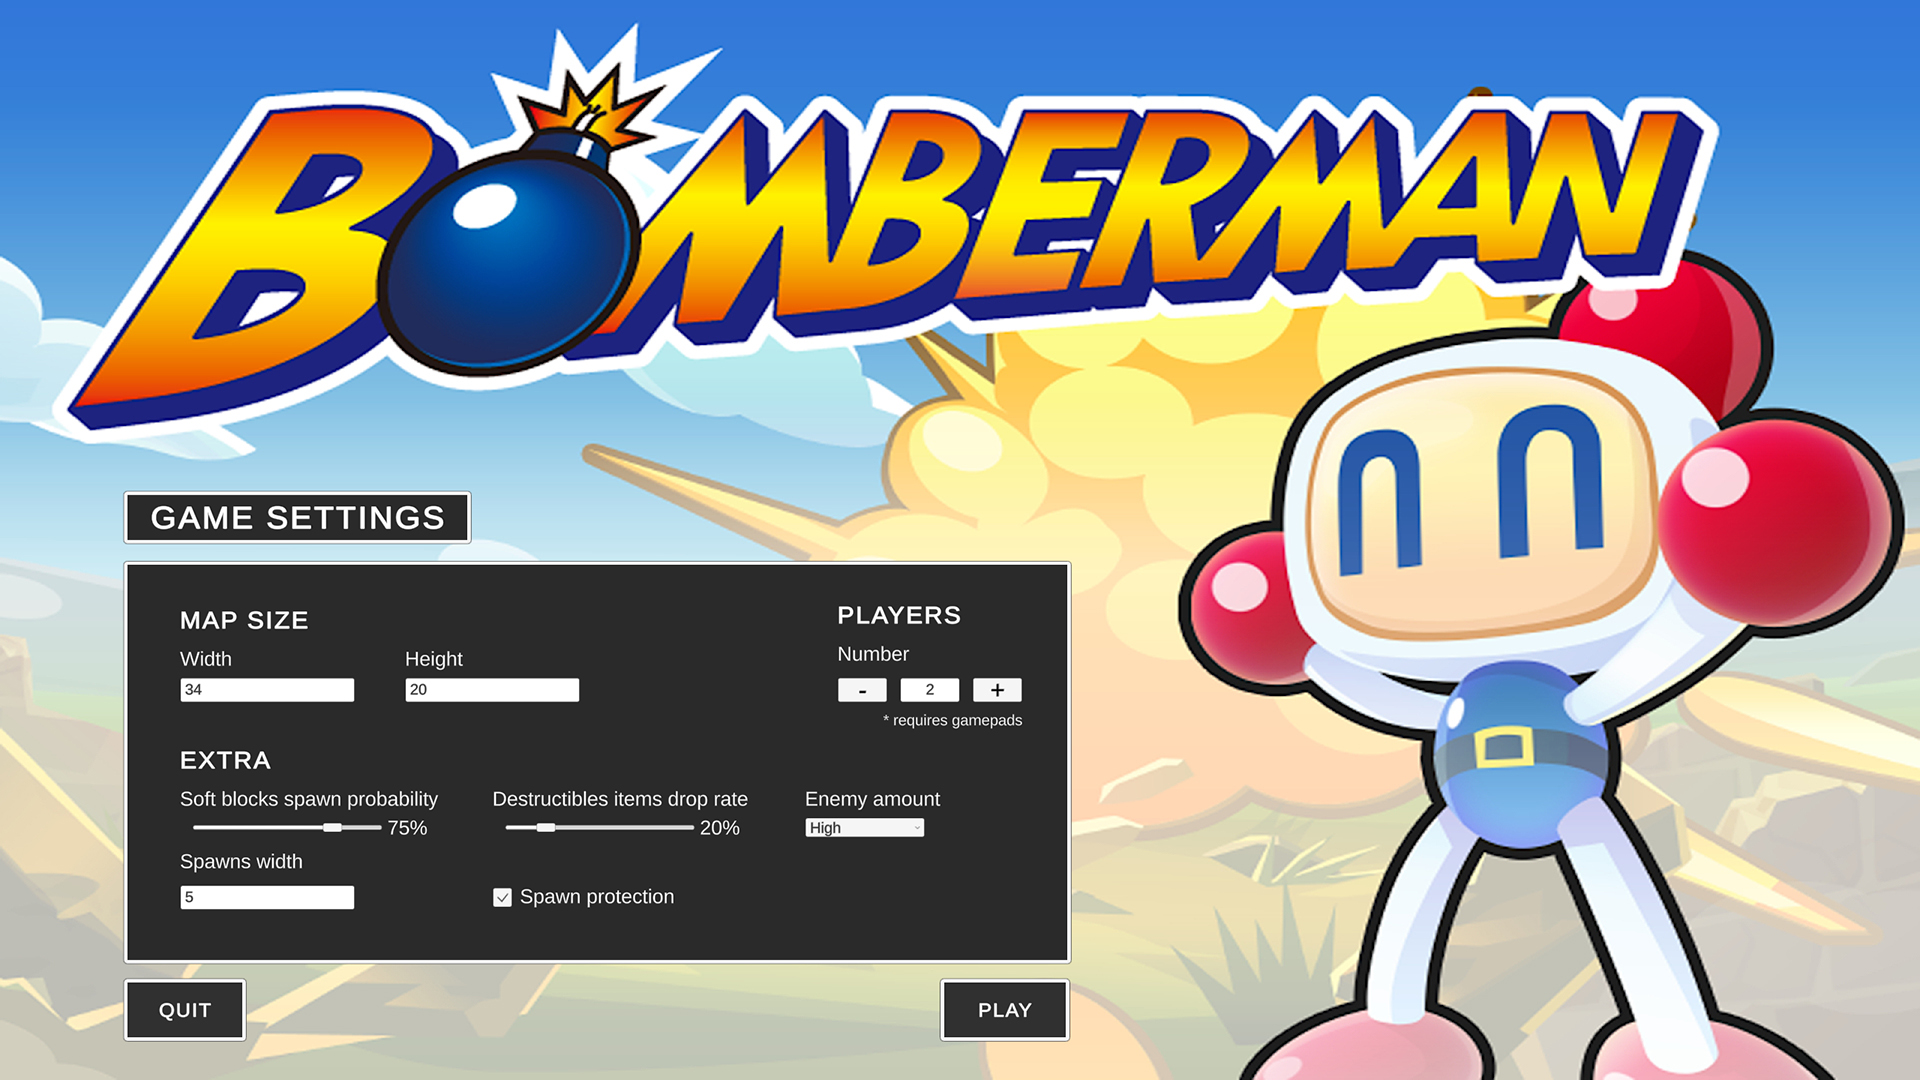 BOMBERMAN
GAME SETTINGS
MAP SIZE
Width
Height
34
20
PLAYERS
Number
- 2 +
* requires gamepads
EXTRA
Soft blocks spawn probability
75%
Destructibles items drop rate
20%
Enemy amount
High
Spawns width
5
Spawn protection
QUIT
PLAY